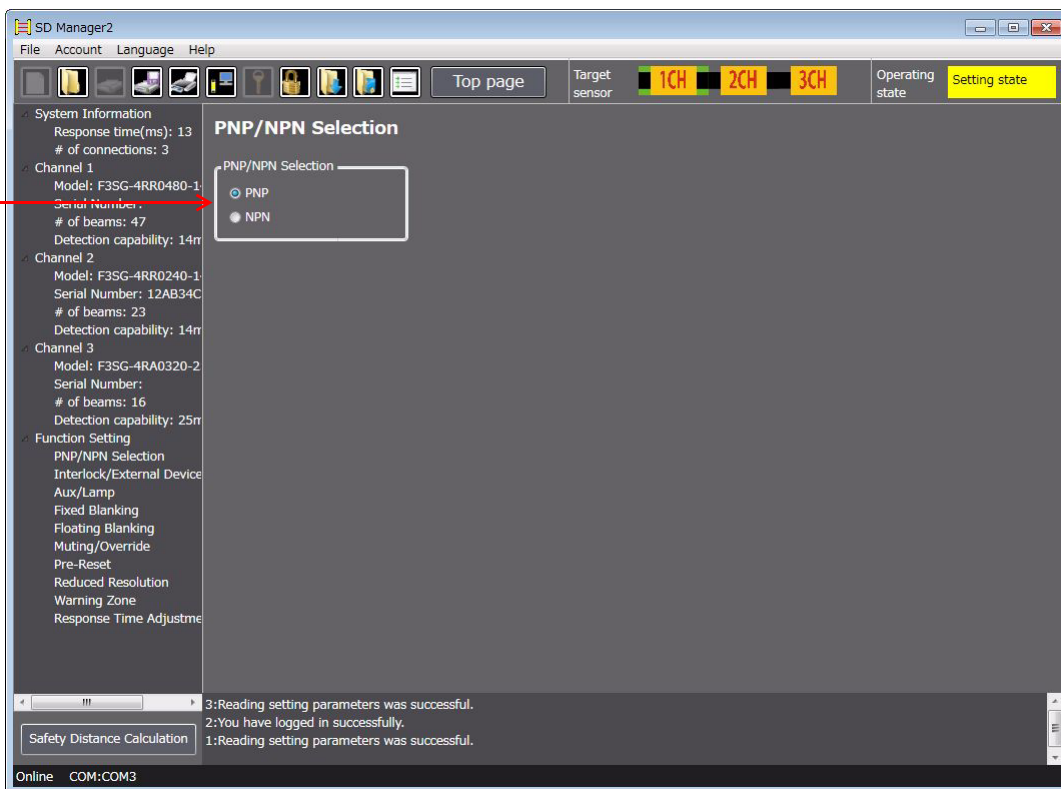 SD Manager2
File Account Language Help
Top page
Target sensor
1CH 2CH 3CH
Operating state
Setting state
System Information
Response time(ms): 13
# of connections: 3
Channel 1
Model: F3SG-4RR0480-1
Serial Number:
# of beams: 47
Detection capability: 14m
Channel 2
Model: F3SG-4RR0240-1
Serial Number: 12AB34C
# of beams: 23
Detection capability: 14m
Channel 3
Model: F3SG-4RA0320-2
Serial Number:
# of beams: 16
Detection capability: 25m
Function Setting
PNP/NPN Selection
Interlock/External Device
Aux/Lamp
Fixed Blanking
Floating Blanking
Muting/Override
Pre-Reset
Reduced Resolution
Warning Zone
Response Time Adjustme
PNP/NPN Selection
PNP/NPN Selection
PNP
NPN
3:Reading setting parameters was successful.
2:You have logged in successfully.
1:Reading setting parameters was successful.
Safety Distance Calculation
Online COM:COM3